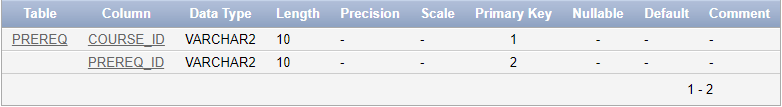 Table Column Data Type Length Precision Scale Primary Key Nullable Default Comment
PREREQ COURSE_ID VARCHAR2 10 - - 1 - - -
PREREQ_ID VARCHAR2 10 - - 2 - - -
1 - 2